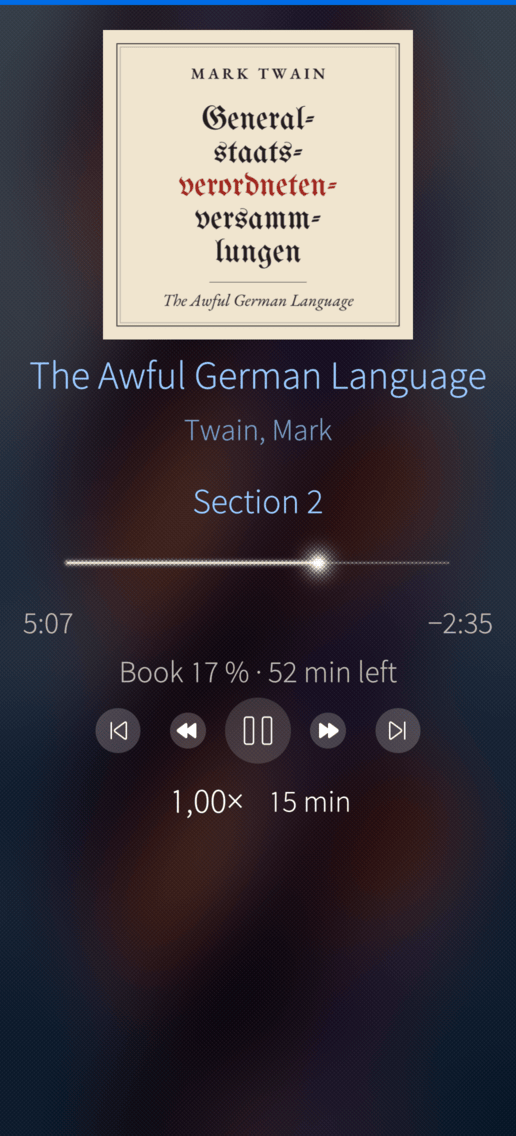 MARK TWAIN
General-
staats-
verordneten-
versamm-
lungen
The Awful German Language
The Awful German Language
Twain, Mark
Section 2
5:07
−2:35
Book 17 % · 52 min left
1,00×
15 min